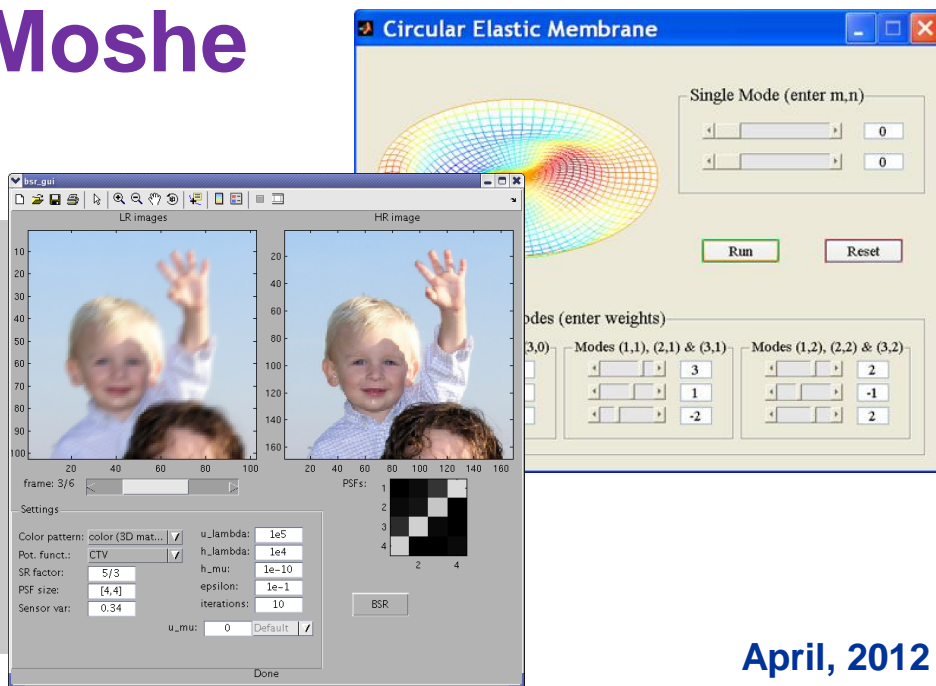 Moshe
Circular Elastic Membrane
Single Mode (enter m,n)
0
0
Run
Reset
odes (enter weights)
(3,0)
Modes (1,1), (2,1) & (3,1)
3
1
-2
Modes (1,2), (2,2) & (3,2)
2
-1
2
bsr_gui
LR images
10
20
30
40
50
60
70
80
90
100
20 40 60 80 100
HR image
20
40
60
80
100
120
140
160
20 40 60 80 100 120 140 160
frame: 3/6
PSFs:
1
2
3
4
2 4
Settings
Color pattern: color (3D mat...
Pot. funct.: CTV
SR factor: 5/3
PSF size: [4,4]
Sensor var: 0.34
u_lambda: 1e5
h_lambda: 1e4
h_mu: 1e-10
epsilon: 1e-1
iterations: 10
u_mu: 0 Default
BSR
Done
April, 2012